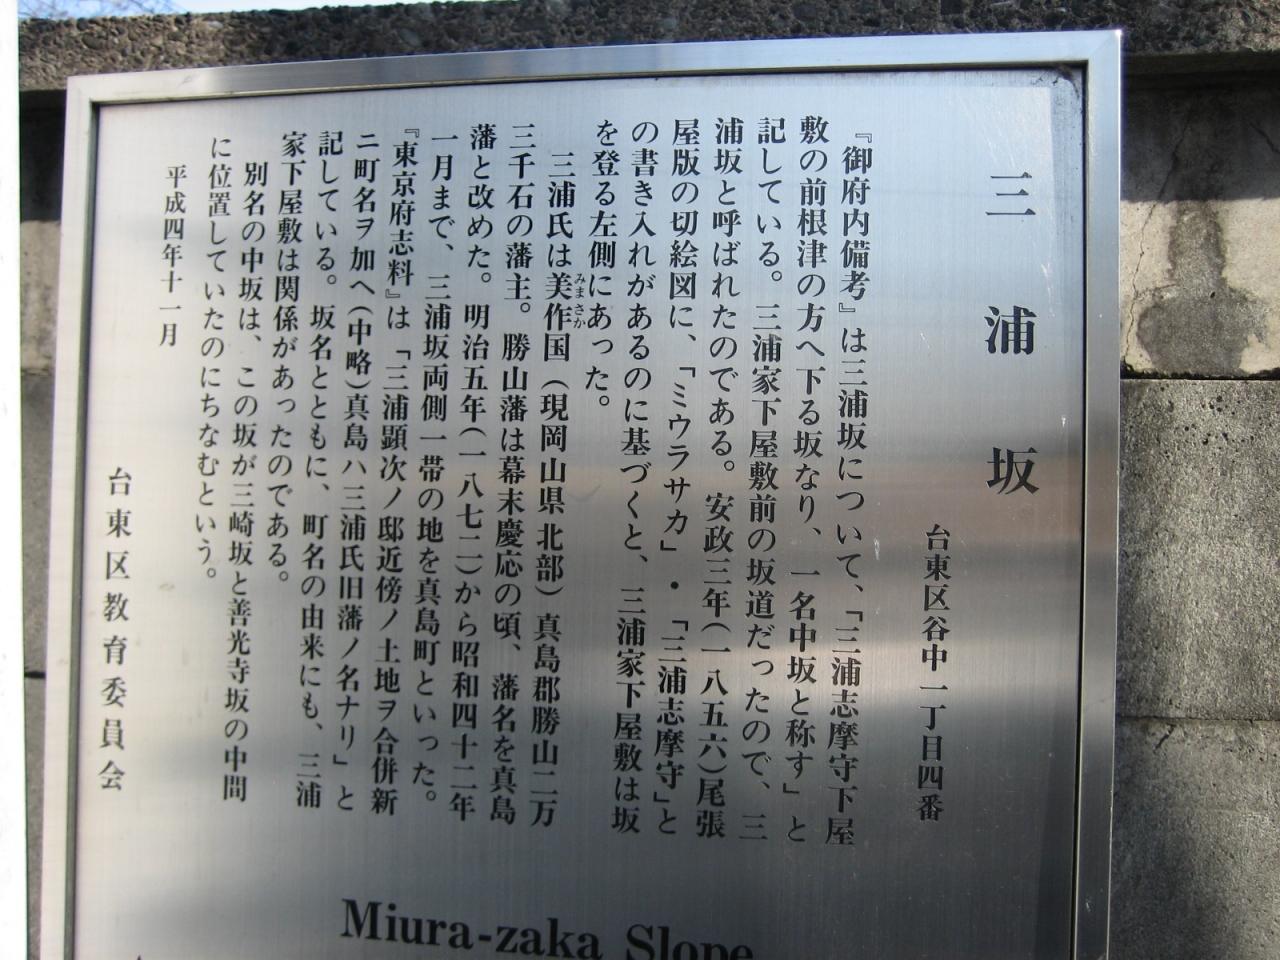 三浦坂
台東区谷中一丁目四番
『御府内備考』は三浦坂について、「三浦志摩守下屋
敷の前根津の方へ下る坂なり、一名中坂と称す」と
記している。三浦家下屋敷前の坂道だったので、三
浦坂と呼ばれたのである。安政三年（一八五六）尾張
屋版の切絵図に、「ミウラサカ」・「三浦志摩守」と
の書き入れがあるのに基づくと、三浦家下屋敷は坂
を登る左側にあった。
三浦氏は美作国（現岡山県北部）真島郡勝山二万
みまさか
三千石の藩主。勝山藩は幕末慶応の頃、藩名を真島
藩と改めた。明治五年（一八七二）から昭和四十二年
一月まで、三浦坂両側一帯の地を真島町といった。
『東京府志料』は「三浦顕次ノ邸近傍ノ土地ヲ合併新
ニ町名ヲ加ヘ（中略）真島ハ三浦氏旧藩ノ名ナリ」と
記している。坂名とともに、町名の由来にも、三浦
家下屋敷は関係があったのである。
別名の中坂は、この坂が三崎坂と善光寺坂の中間
に位置していたのにちなむという。
平成四年十一月
台東区教育委員会
Miura-zaka Slope